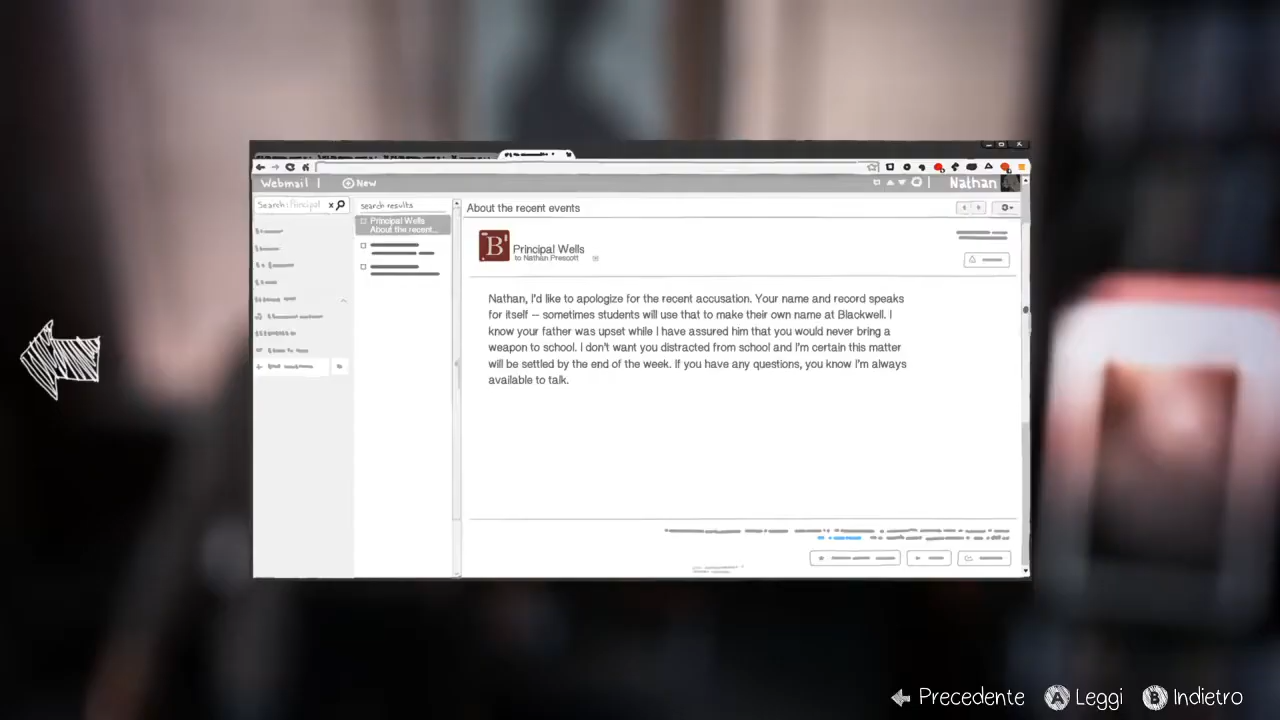 Webmail | New
Nathan
Search: Principal x
search results
Principal Wells
About the recent...
About the recent events
B
Principal Wells
to Nathan Prescott
Nathan, I'd like to apologize for the recent accusation. Your name and record speaks
for itself -- sometimes students will use that to make their own name at Blackwell. I
know your father was upset while I have assured him that you would never bring a
weapon to school. I don't want you distracted from school and I'm certain this matter
will be settled by the end of the week. If you have any questions, you know I'm always
available to talk.
Precedente A Leggi B Indietro